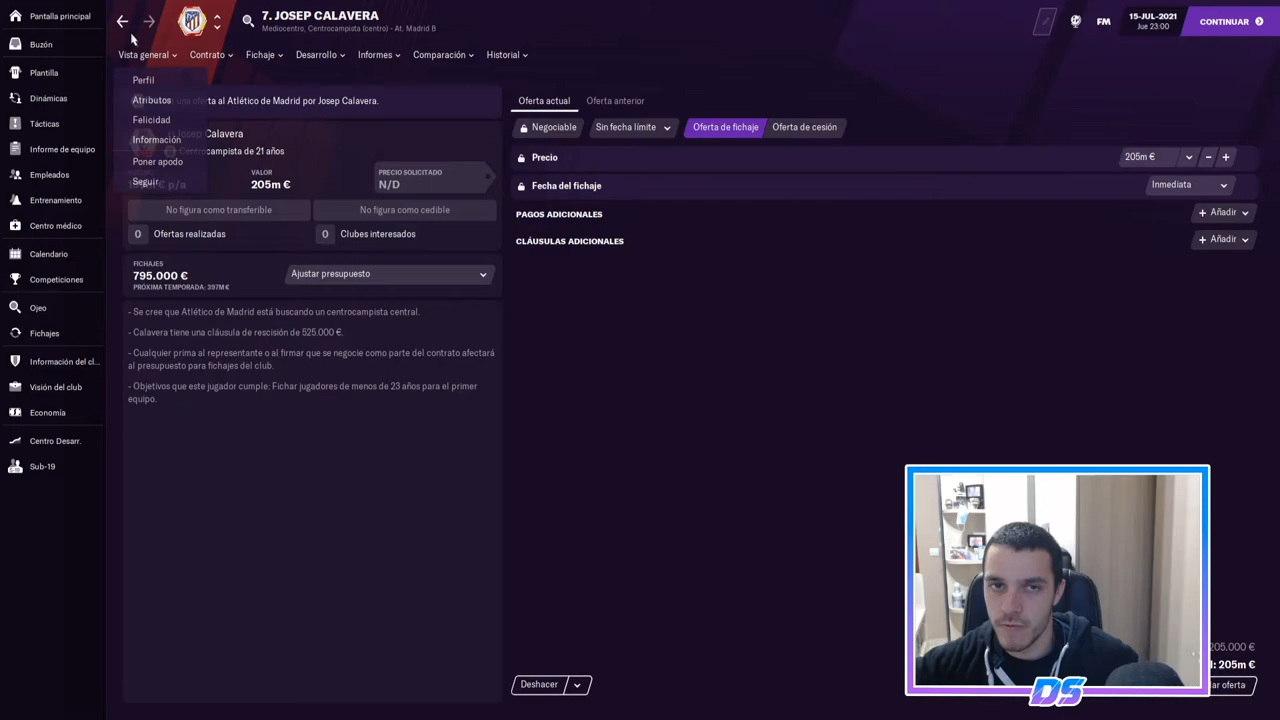 Pantalla principal
Buzón
Plantilla
Dinámicas
Tácticas
Informe de equipo
Empleados
Entrenamiento
Centro médico
Calendario
Competiciones
Ojeo
Fichajes
Información del cl...
Visión del club
Economía
Centro Desarr.
Sub-19
7. JOSEP CALAVERA
Mediocentro, Centrocampista (centro) - At. Madrid B
FM
15-JUL-2021
Jue 23:00
CONTINUAR
Vista general
Contrato
Fichaje
Desarrollo
Informes
Comparación
Historial
Perfil
Atributos
Felicidad
Información
Poner apodo
Seguir
una oferta al Atlético de Madrid por Josep Calavera.
Josep Calavera
Centrocampista de 21 años
p/a
VALOR
205m €
PRECIO SOLICITADO
N/D
No figura como transferible
No figura como cedible
0 Ofertas realizadas
0 Clubes interesados
FICHAJES
795.000 €
PRÓXIMA TEMPORADA: 397M €
Ajustar presupuesto
- Se cree que Atlético de Madrid está buscando un centrocampista central.
- Calavera tiene una cláusula de rescisión de 525.000 €.
- Cualquier prima al representante o al firmar que se negocie como parte del contrato afectará
al presupuesto para fichajes del club.
- Objetivos que este jugador cumple: Fichar jugadores de menos de 23 años para el primer
equipo.
Oferta actual
Oferta anterior
Negociable
Sin fecha límite
Oferta de fichaje
Oferta de cesión
Precio
205m €
Fecha del fichaje
Inmediata
PAGOS ADICIONALES
+ Añadir
CLÁUSULAS ADICIONALES
+ Añadir
Deshacer
205.000 €
l: 205m €
ar oferta
DS